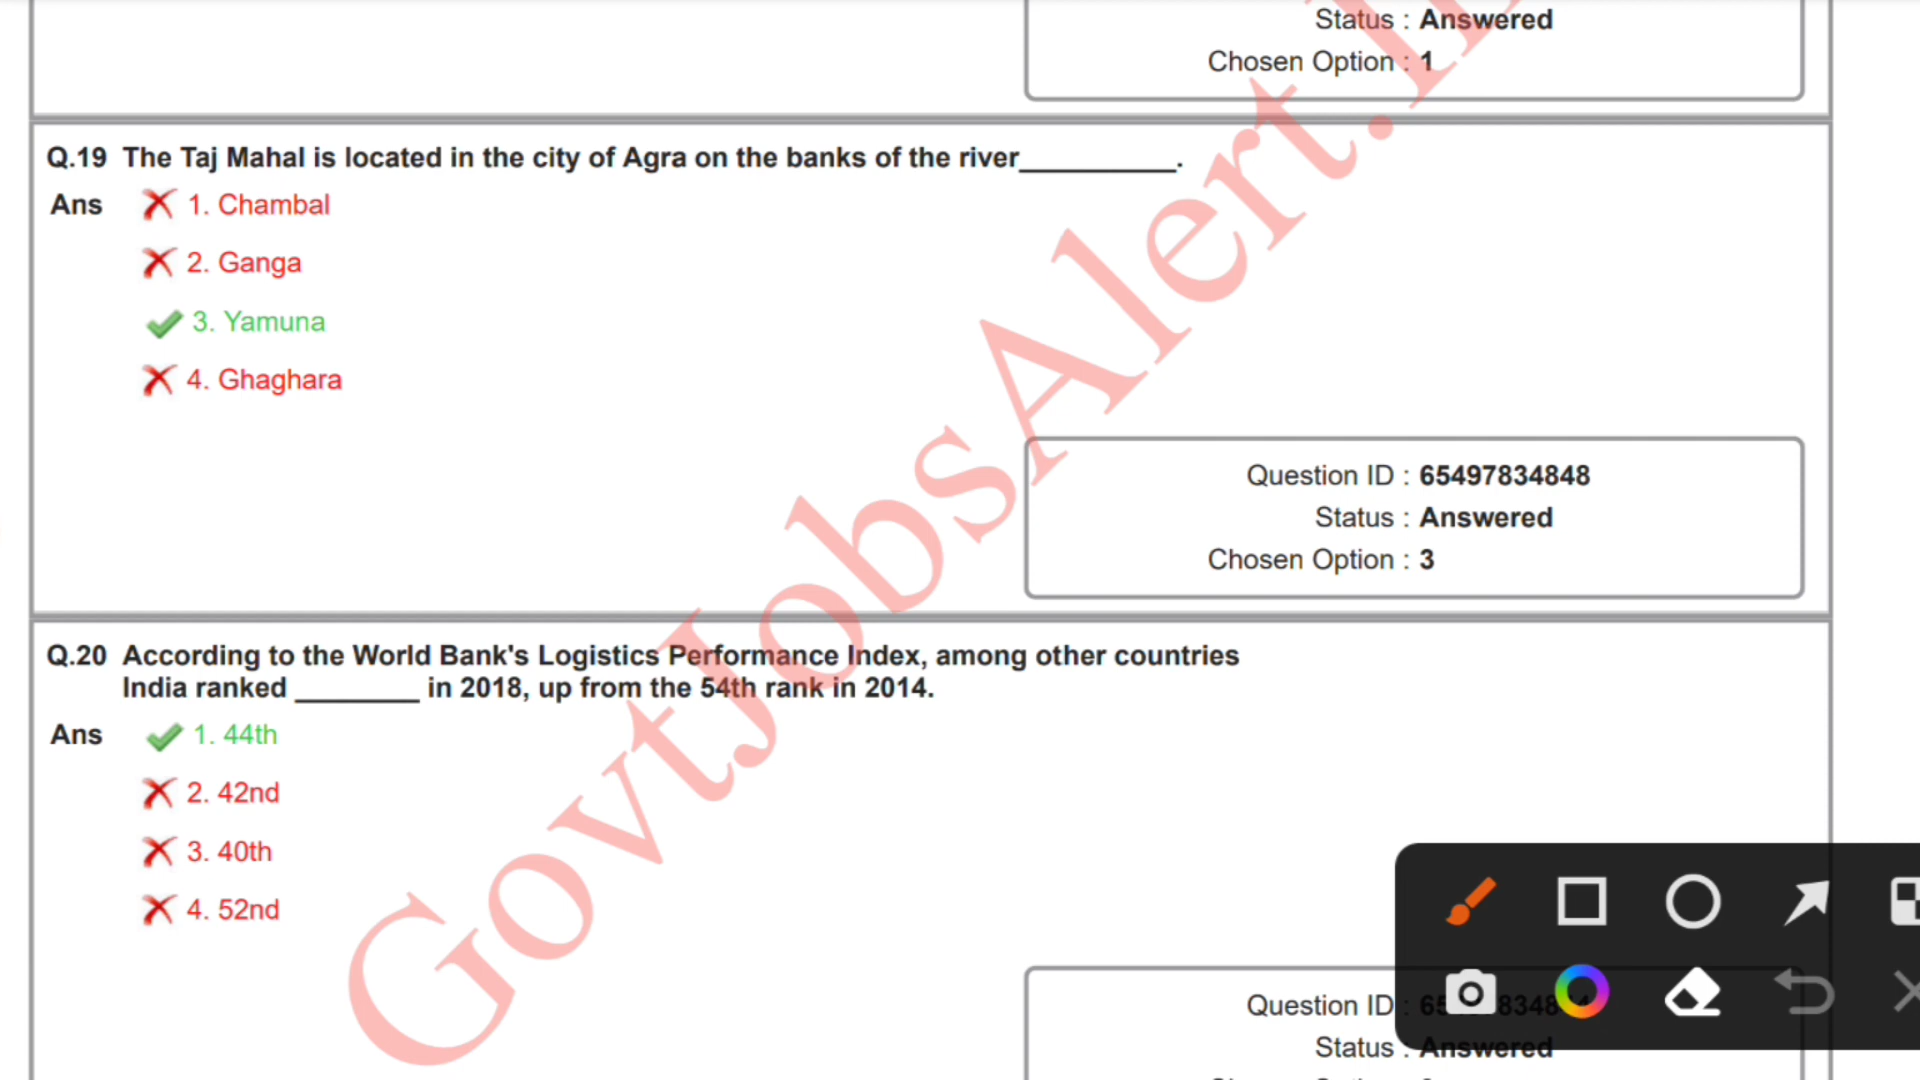 Status : Answered
Chosen Option : 1
Q.19 The Taj Mahal is located in the city of Agra on the banks of the river__________.
Ans 1. Chambal
2. Ganga
3. Yamuna
4. Ghaghara
Question ID : 65497834848
Status : Answered
Chosen Option : 3
Q.20 According to the World Bank's Logistics Performance Index, among other countries
India ranked ________ in 2018, up from the 54th rank in 2014.
Ans 1. 44th
2. 42nd
3. 40th
4. 52nd
Question ID :
Status : Answered
GovtJobsAlert.